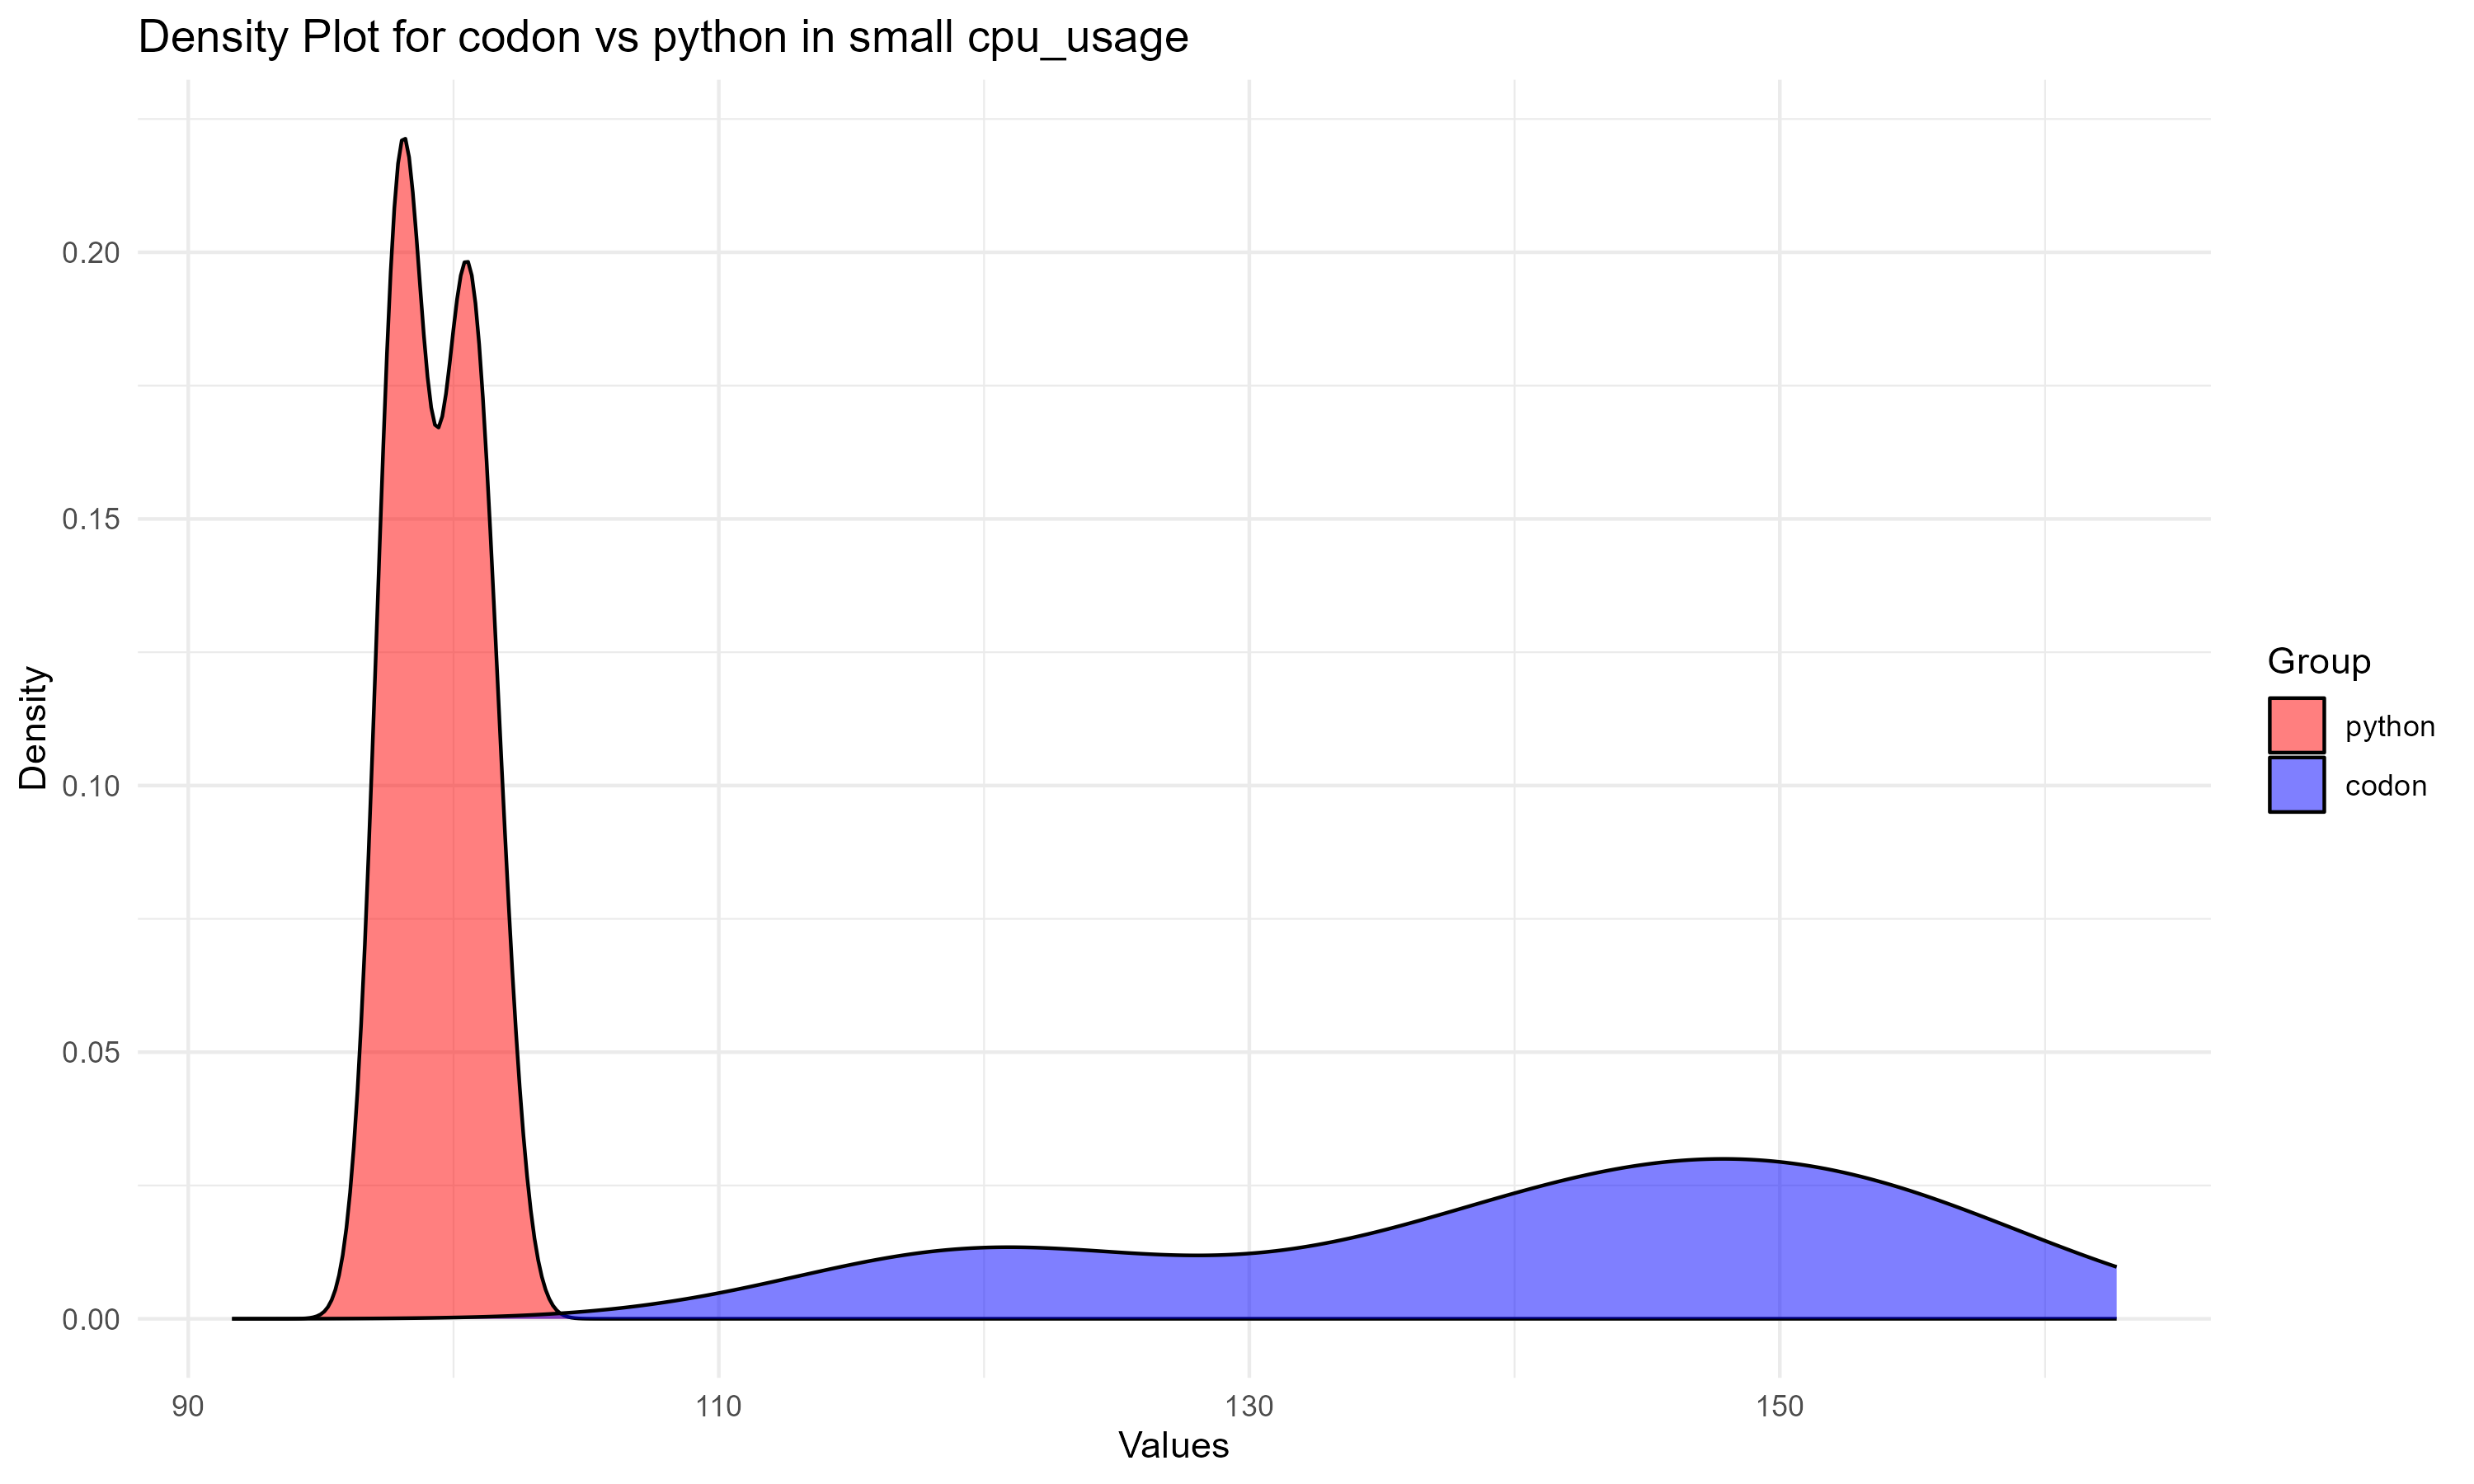 Density Plot for codon vs python in small cpu_usage
Density
0.20
0.15
0.10
0.05
0.00
90 110 130 150
Values
Group
python
codon